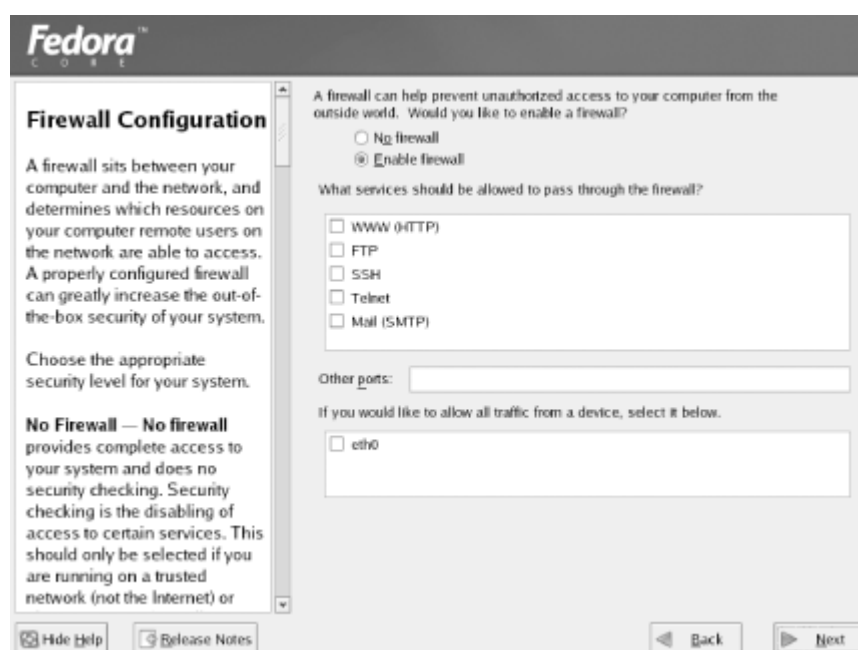 Fedora™
CORE
Firewall Configuration
A firewall sits between your
computer and the network, and
determines which resources on
your computer remote users on
the network are able to access.
A properly configured firewall
can greatly increase the out-of-
the-box security of your system.
Choose the appropriate
security level for your system.
No Firewall — No firewall
provides complete access to
your system and does no
security checking. Security
checking is the disabling of
access to certain services. This
should only be selected if you
are running on a trusted
network (not the Internet) or
A firewall can help prevent unauthorized access to your computer from the
outside world. Would you like to enable a firewall?
No firewall
Enable firewall
What services should be allowed to pass through the firewall?
WWW (HTTP)
FTP
SSH
Telnet
Mail (SMTP)
Other ports:
If you would like to allow all traffic from a device, select it below.
eth0
Hide Help
Release Notes
Back
Next